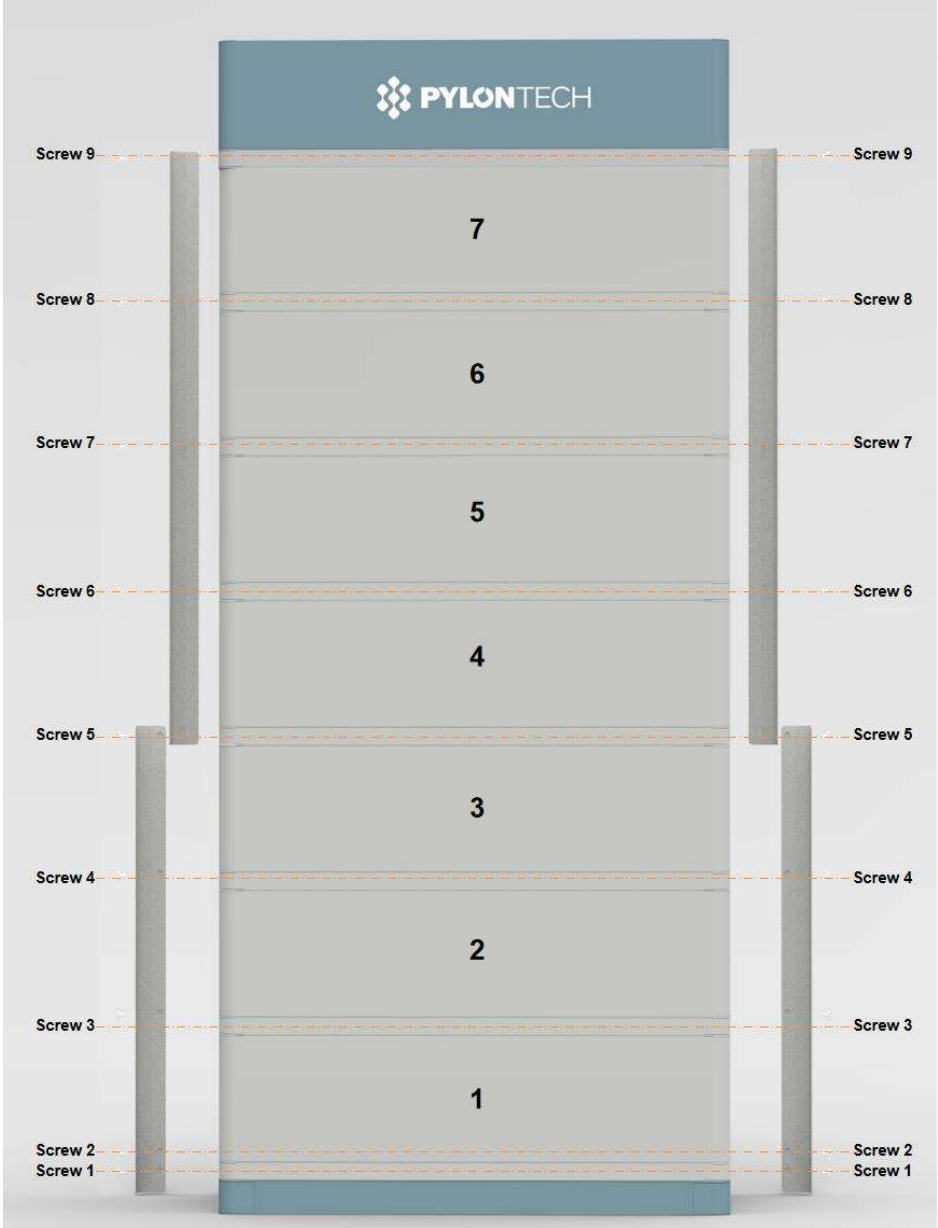 PYLONTECH
Screw 9 Screw 9
7
Screw 8 Screw 8
6
Screw 7 Screw 7
5
Screw 6 Screw 6
4
Screw 5 Screw 5
3
Screw 4 Screw 4
2
Screw 3 Screw 3
1
Screw 2 Screw 2
Screw 1 Screw 1